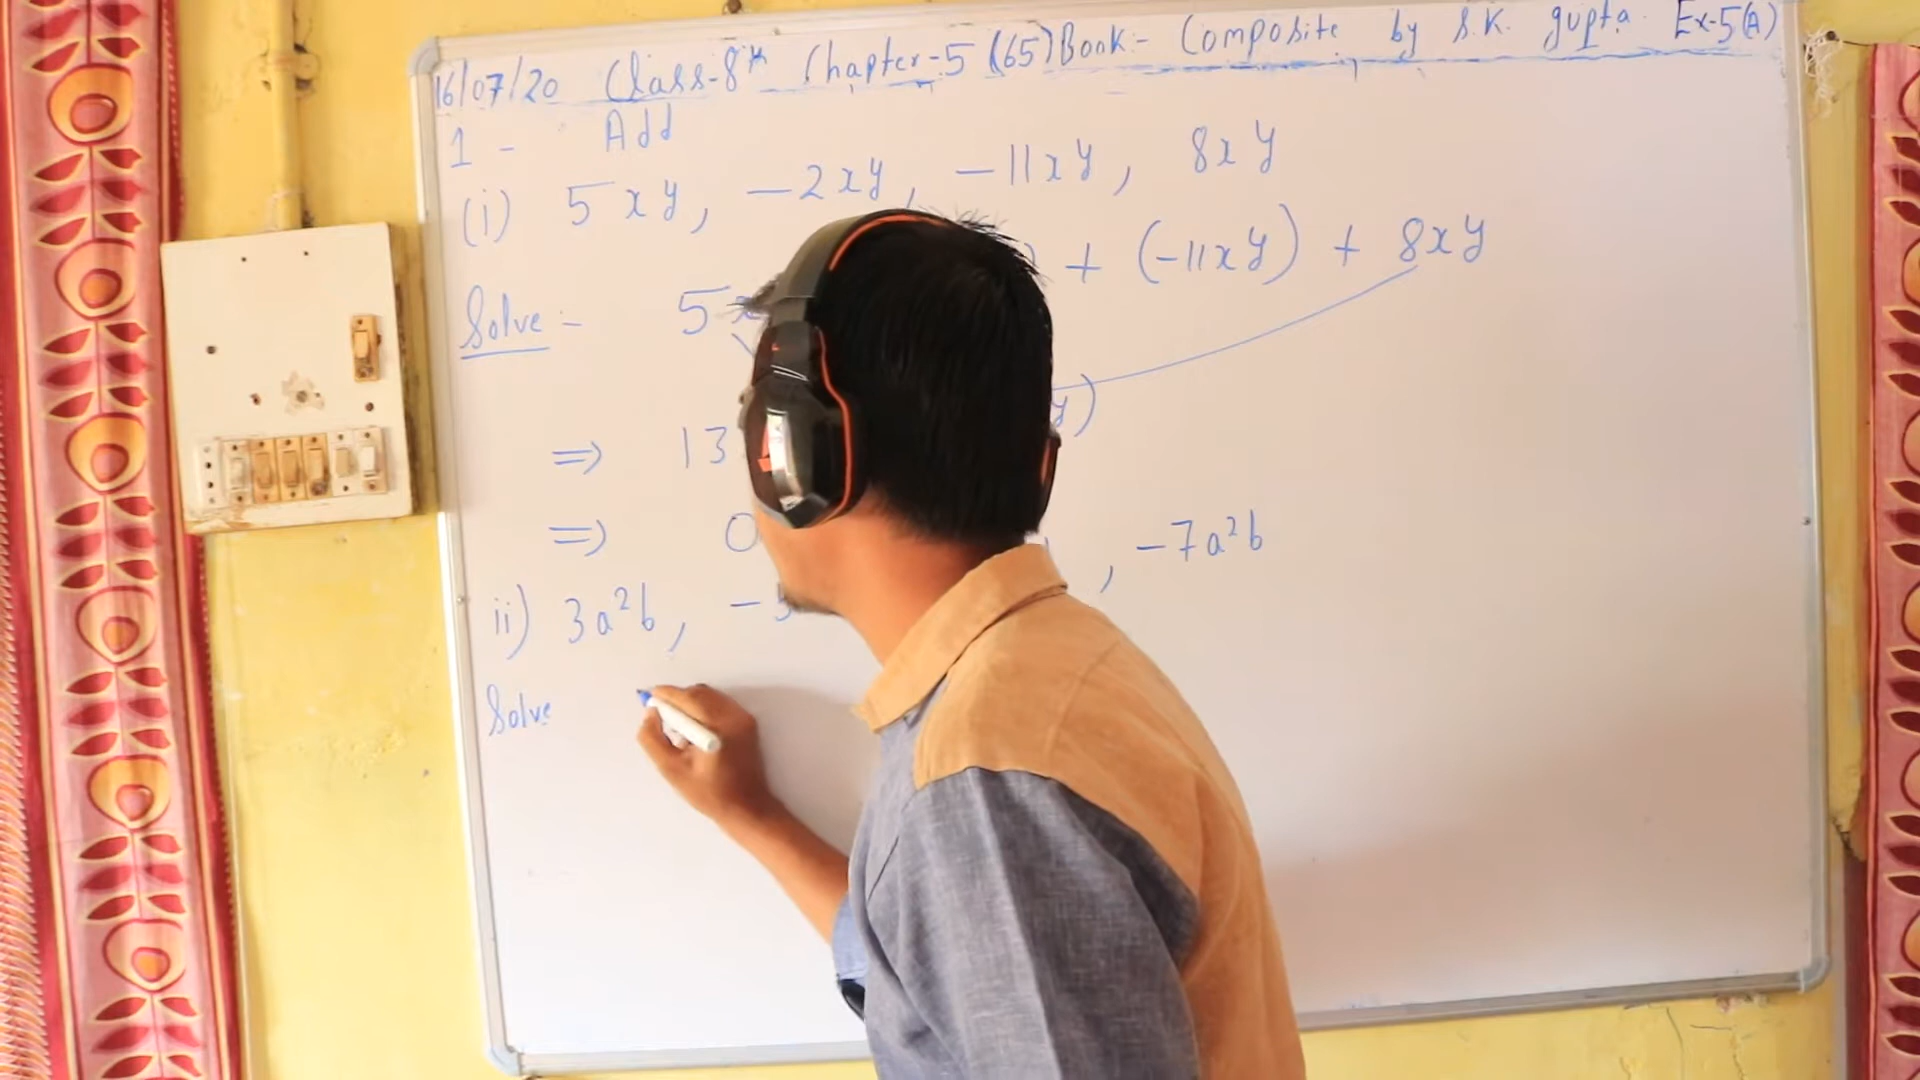 16/07/20 Class-8th Chapter-5 (65) Book:- Composite by S.K. gupta. Ex-5(A)
1 - Add
(i) 5xy, -2xy, -11xy, 8xy
Solve:- 5x + (-11xy) + 8xy
⇒ 13 y)
⇒ 0
ii) 3a²b, - , -7a²b
Solve